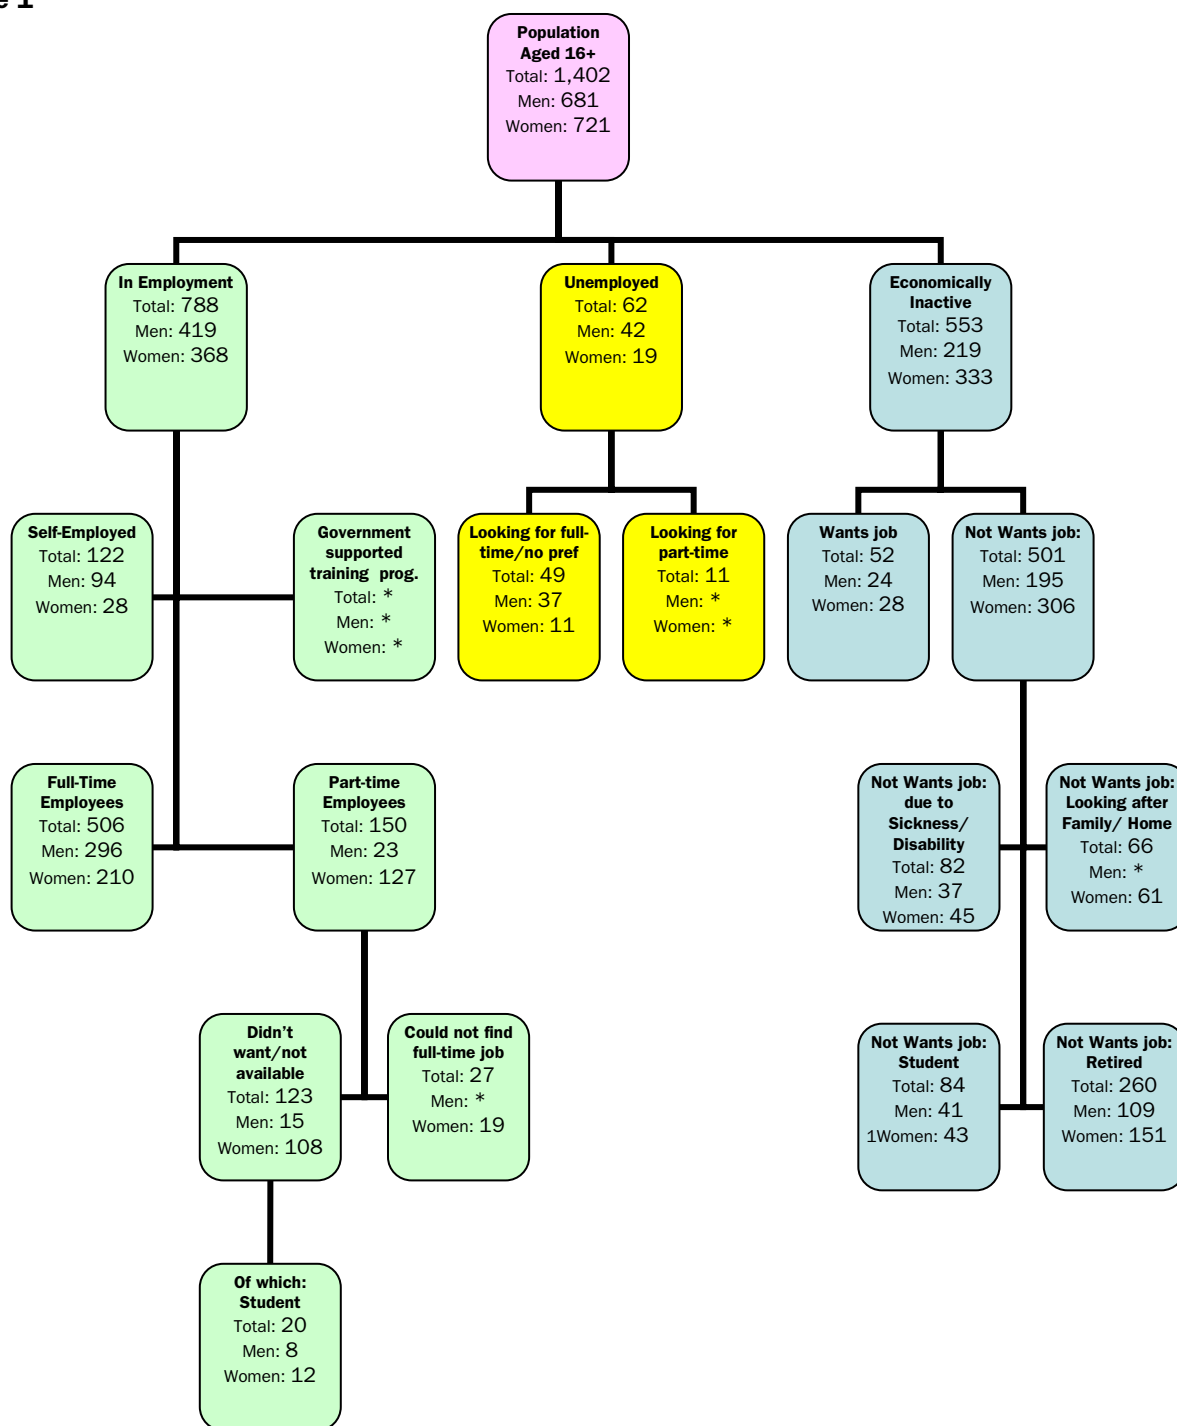 Population
Aged 16+
Total: 1,402
Men: 681
Women: 721
In Employment
Total: 788
Men: 419
Women: 368
Unemployed
Total: 62
Men: 42
Women: 19
Economically
Inactive
Total: 553
Men: 219
Women: 333
Self-Employed
Total: 122
Men: 94
Women: 28
Government
supported
training prog.
Total: *
Men: *
Women: *
Looking for full-
time/no pref
Total: 49
Men: 37
Women: 11
Looking for
part-time
Total: 11
Men: *
Women: *
Wants job
Total: 52
Men: 24
Women: 28
Not Wants job:
Total: 501
Men: 195
Women: 306
Full-Time
Employees
Total: 506
Men: 296
Women: 210
Part-time
Employees
Total: 150
Men: 23
Women: 127
Not Wants job:
due to
Sickness/
Disability
Total: 82
Men: 37
Women: 45
Not Wants job:
Looking after
Family/ Home
Total: 66
Men: *
Women: 61
Didn't
want/not
available
Total: 123
Men: 15
Women: 108
Could not find
full-time job
Total: 27
Men: *
Women: 19
Not Wants job:
Student
Total: 84
Men: 41
1Women: 43
Not Wants job:
Retired
Total: 260
Men: 109
Women: 151
Of which:
Student
Total: 20
Men: 8
Women: 12